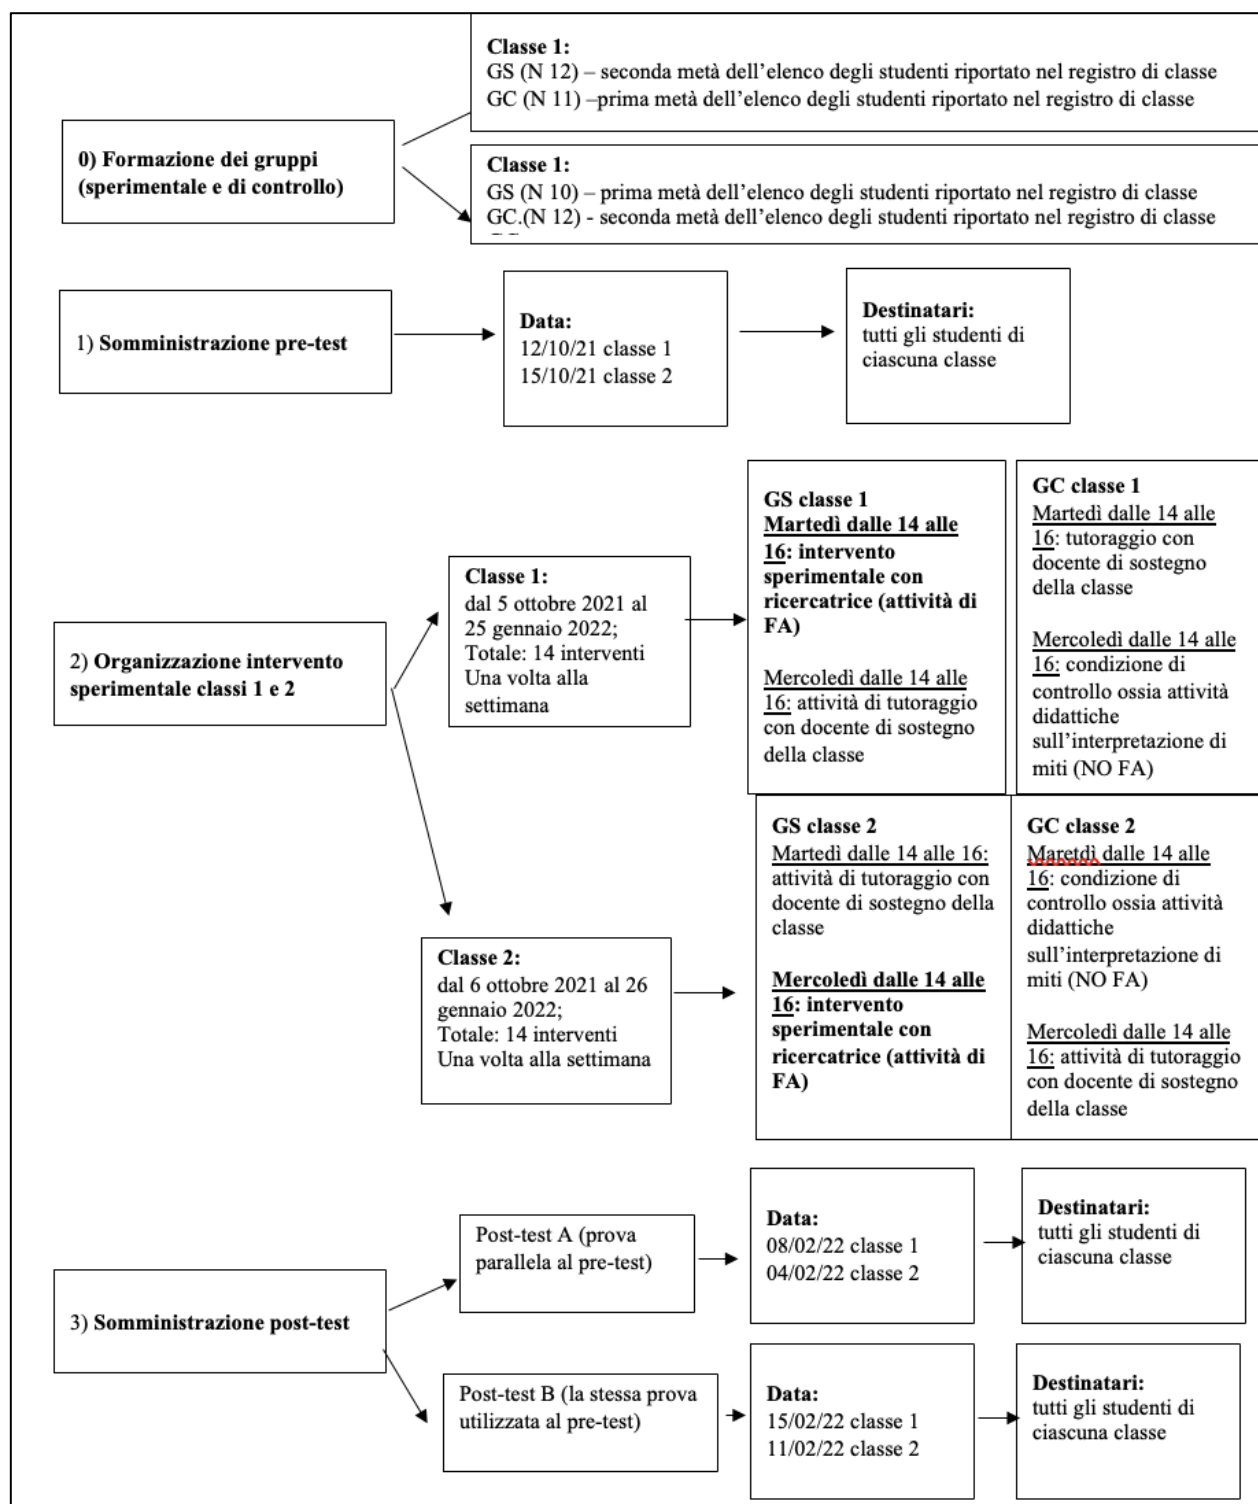 Classe 1:
GS (N 12) – seconda metà dell’elenco degli studenti riportato nel registro di classe
GC (N 11) –prima metà dell’elenco degli studenti riportato nel registro di classe
0) Formazione dei gruppi
(sperimentale e di controllo)
Classe 1:
GS (N 10) – prima metà dell’elenco degli studenti riportato nel registro di classe
GC.(N 12) - seconda metà dell’elenco degli studenti riportato nel registro di classe
1) Somministrazione pre-test
Data:
12/10/21 classe 1
15/10/21 classe 2
Destinatari:
tutti gli studenti di
ciascuna classe
2) Organizzazione intervento
sperimentale classi 1 e 2
Classe 1:
dal 5 ottobre 2021 al
25 gennaio 2022;
Totale: 14 interventi
Una volta alla
settimana
GS classe 1
Martedì dalle 14 alle
16: intervento
sperimentale con
ricercatrice (attività di
FA)
Mercoledì dalle 14 alle
16: attività di tutoraggio
con docente di sostegno
della classe
GC classe 1
Martedì dalle 14 alle
16: tutoraggio con
docente di sostegno
della classe
Mercoledì dalle 14 alle
16: condizione di
controllo ossia attività
didattiche
sull’interpretazione di
miti (NO FA)
Classe 2:
dal 6 ottobre 2021 al 26
gennaio 2022;
Totale: 14 interventi
Una volta alla settimana
GS classe 2
Martedì dalle 14 alle 16:
attività di tutoraggio con
docente di sostegno della
classe
Mercoledì dalle 14 alle
16: intervento
sperimentale con
ricercatrice (attività di
FA)
GC classe 2
Maretdì dalle 14 alle
16: condizione di
controllo ossia attività
didattiche
sull’interpretazione di
miti (NO FA)
Mercoledì dalle 14 alle
16: attività di tutoraggio
con docente di sostegno
della classe
3) Somministrazione post-test
Post-test A (prova
parallela al pre-test)
Data:
08/02/22 classe 1
04/02/22 classe 2
Destinatari:
tutti gli studenti di
ciascuna classe
Post-test B (la stessa prova
utilizzata al pre-test)
Data:
15/02/22 classe 1
11/02/22 classe 2
Destinatari:
tutti gli studenti di
ciascuna classe